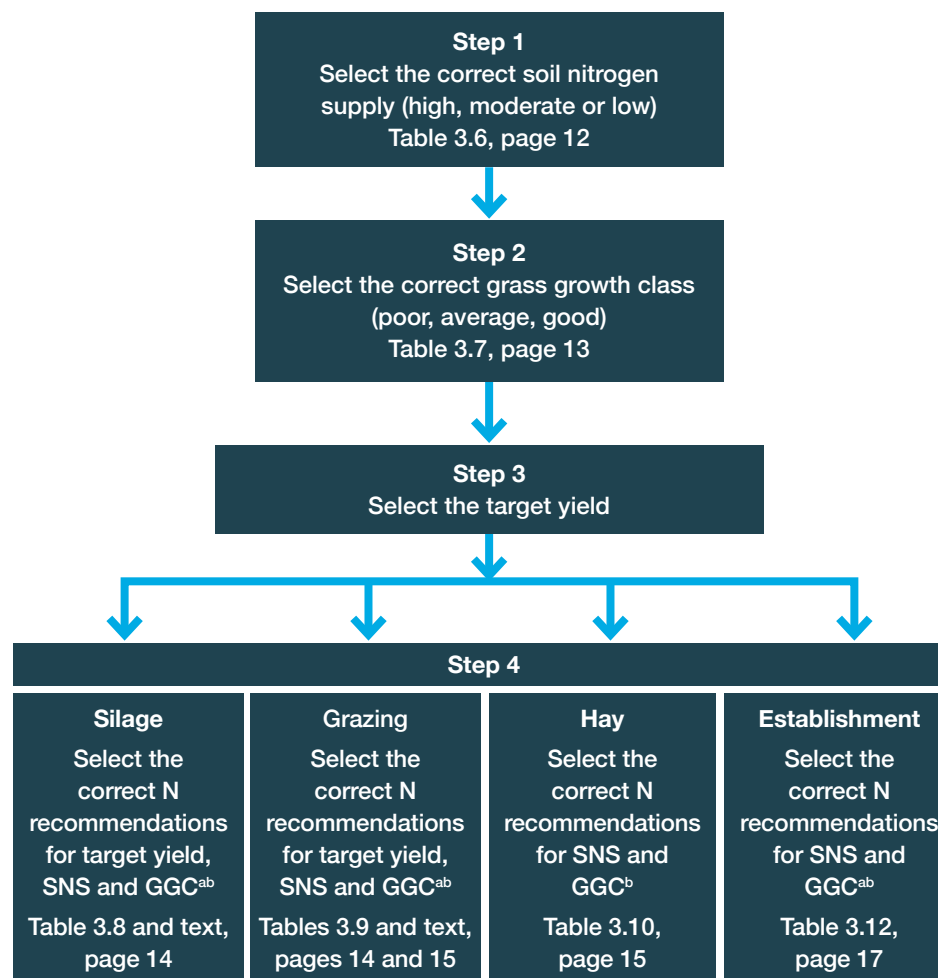 Step 1
Select the correct soil nitrogen
supply (high, moderate or low)
Table 3.6, page 12
Step 2
Select the correct grass growth class
(poor, average, good)
Table 3.7, page 13
Step 3
Select the target yield
Step 4
Silage
Select the
correct N
recommendations
for target yield,
SNS and GGCᵃᵇ
Table 3.8 and text,
page 14
Grazing
Select the
correct N
recommendations
for target yield,
SNS and GGCᵃᵇ
Tables 3.9 and text,
pages 14 and 15
Hay
Select the
correct N
recommendations
for SNS and
GGCᵇ
Table 3.10,
page 15
Establishment
Select the
correct N
recommendations
for SNS and
GGCᵃᵇ
Table 3.12,
page 17